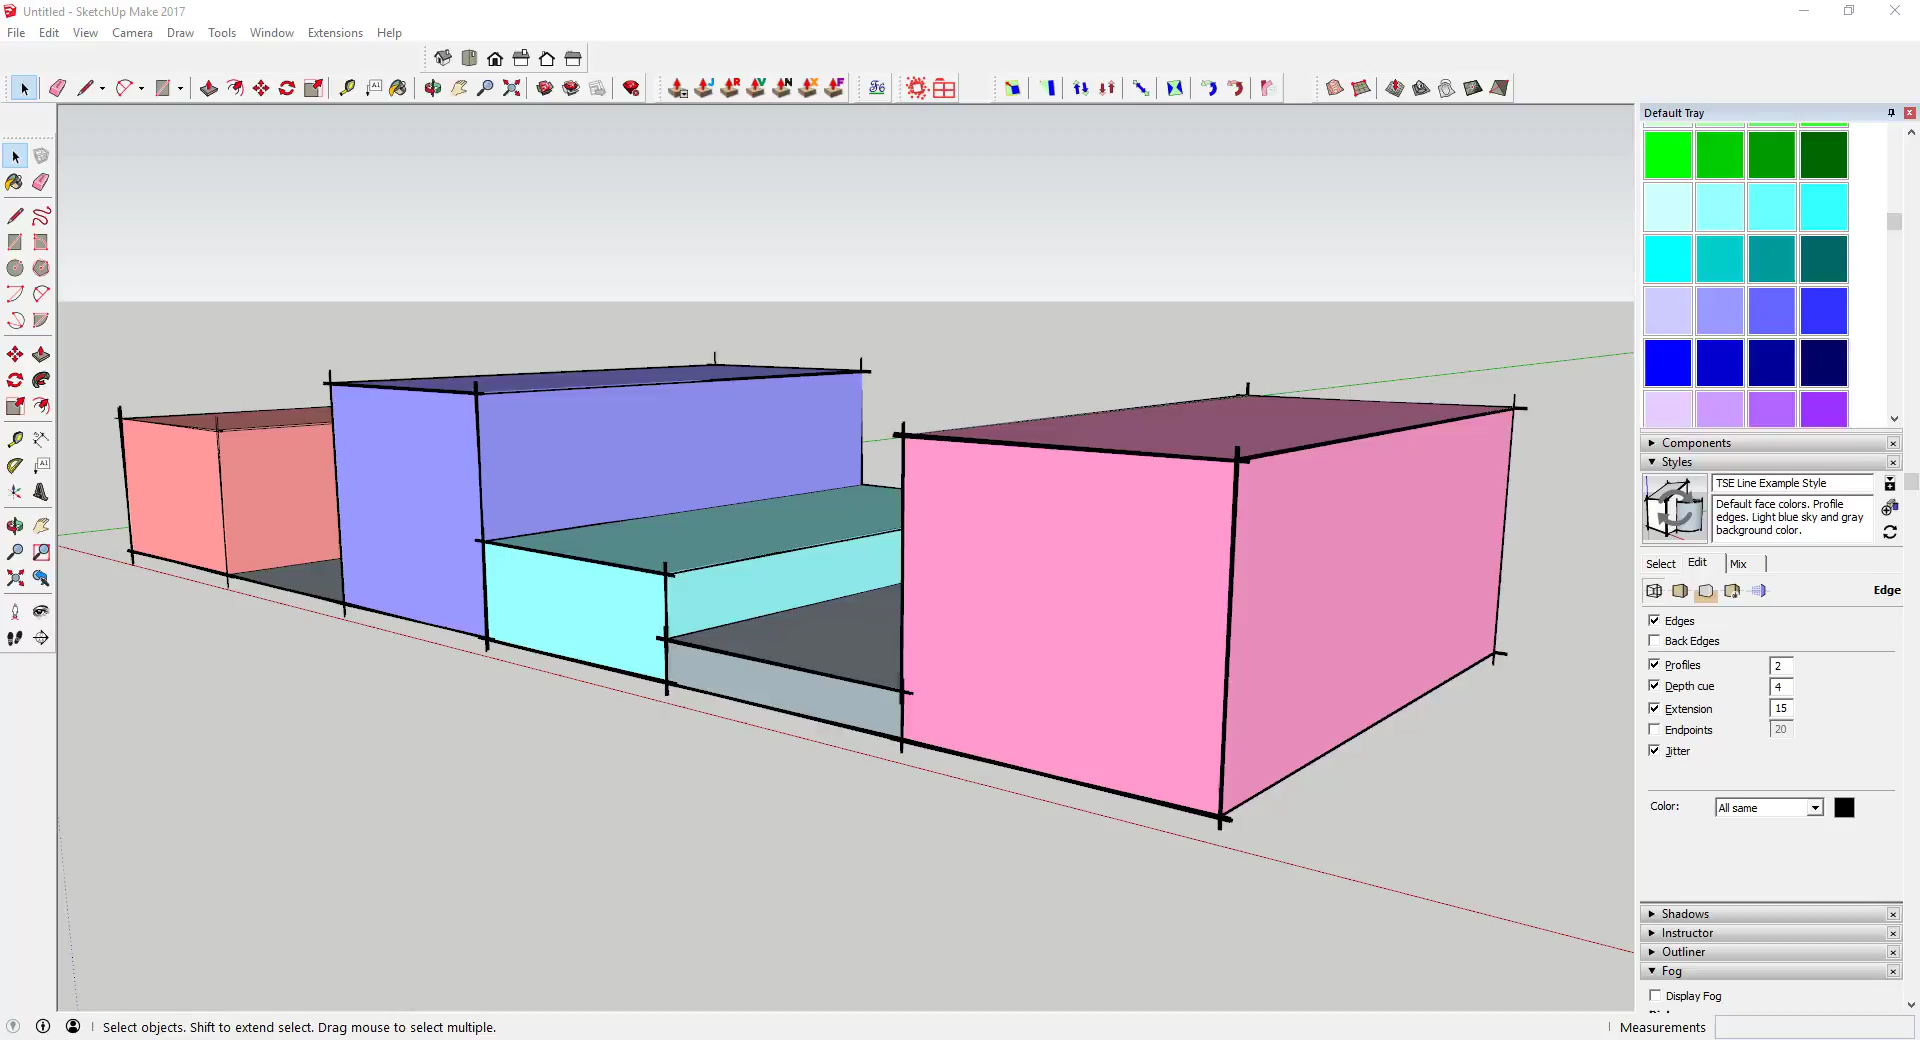 Untitled - SketchUp Make 2017
File Edit View Camera Draw Tools Window Extensions Help
Default Tray
Components
Styles
TSE Line Example Style
Default face colors. Profile
edges. Light blue sky and gray
background color.
Select Edit Mix
Edge
Edges
Back Edges
Profiles 2
Depth cue 4
Extension 15
Endpoints 20
Jitter
Color: All same
Shadows
Instructor
Outliner
Fog
Display Fog
Select objects. Shift to extend select. Drag mouse to select multiple.
Measurements